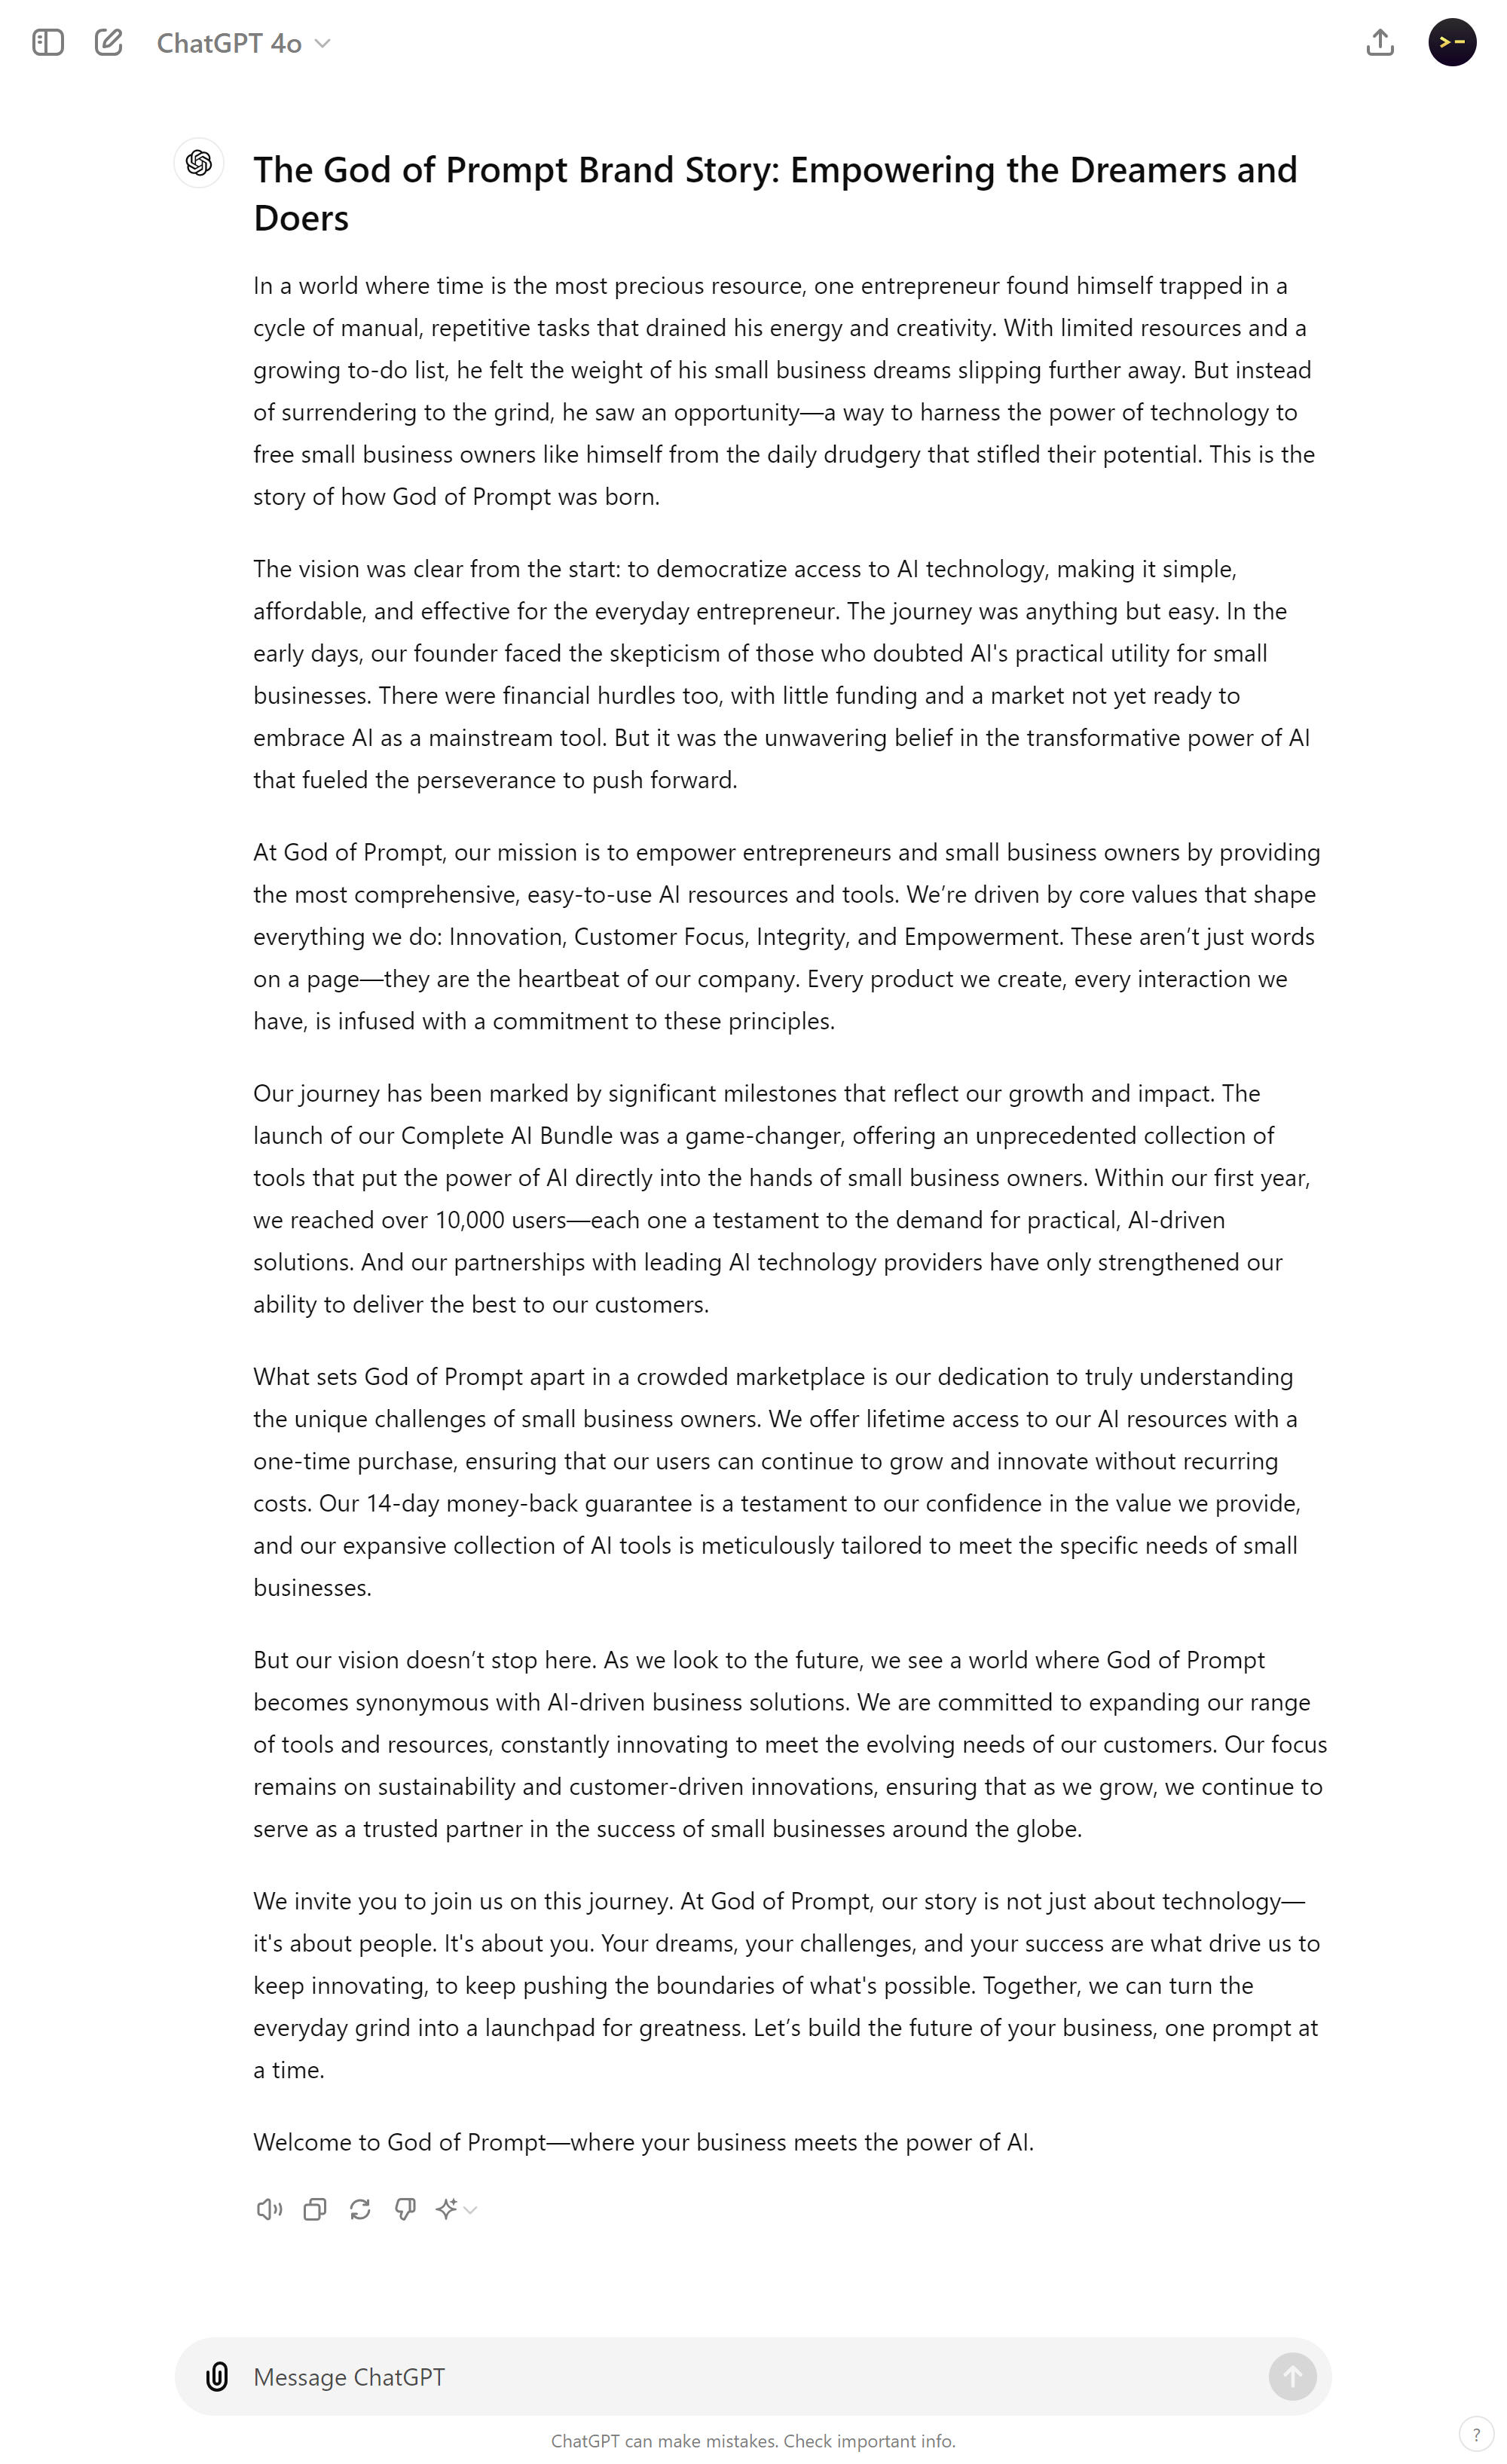 ChatGPT 4o
The God of Prompt Brand Story: Empowering the Dreamers and
Doers
In a world where time is the most precious resource, one entrepreneur found himself trapped in a
cycle of manual, repetitive tasks that drained his energy and creativity. With limited resources and a
growing to-do list, he felt the weight of his small business dreams slipping further away. But instead
of surrendering to the grind, he saw an opportunity—a way to harness the power of technology to
free small business owners like himself from the daily drudgery that stifled their potential. This is the
story of how God of Prompt was born.
The vision was clear from the start: to democratize access to AI technology, making it simple,
affordable, and effective for the everyday entrepreneur. The journey was anything but easy. In the
early days, our founder faced the skepticism of those who doubted AI's practical utility for small
businesses. There were financial hurdles too, with little funding and a market not yet ready to
embrace AI as a mainstream tool. But it was the unwavering belief in the transformative power of AI
that fueled the perseverance to push forward.
At God of Prompt, our mission is to empower entrepreneurs and small business owners by providing
the most comprehensive, easy-to-use AI resources and tools. We’re driven by core values that shape
everything we do: Innovation, Customer Focus, Integrity, and Empowerment. These aren’t just words
on a page—they are the heartbeat of our company. Every product we create, every interaction we
have, is infused with a commitment to these principles.
Our journey has been marked by significant milestones that reflect our growth and impact. The
launch of our Complete AI Bundle was a game-changer, offering an unprecedented collection of
tools that put the power of AI directly into the hands of small business owners. Within our first year,
we reached over 10,000 users—each one a testament to the demand for practical, AI-driven
solutions. And our partnerships with leading AI technology providers have only strengthened our
ability to deliver the best to our customers.
What sets God of Prompt apart in a crowded marketplace is our dedication to truly understanding
the unique challenges of small business owners. We offer lifetime access to our AI resources with a
one-time purchase, ensuring that our users can continue to grow and innovate without recurring
costs. Our 14-day money-back guarantee is a testament to our confidence in the value we provide,
and our expansive collection of AI tools is meticulously tailored to meet the specific needs of small
businesses.
But our vision doesn’t stop here. As we look to the future, we see a world where God of Prompt
becomes synonymous with AI-driven business solutions. We are committed to expanding our range
of tools and resources, constantly innovating to meet the evolving needs of our customers. Our focus
remains on sustainability and customer-driven innovations, ensuring that as we grow, we continue to
serve as a trusted partner in the success of small businesses around the globe.
We invite you to join us on this journey. At God of Prompt, our story is not just about technology—
it's about people. It's about you. Your dreams, your challenges, and your success are what drive us to
keep innovating, to keep pushing the boundaries of what's possible. Together, we can turn the
everyday grind into a launchpad for greatness. Let’s build the future of your business, one prompt at
a time.
Welcome to God of Prompt—where your business meets the power of AI.
Message ChatGPT
ChatGPT can make mistakes. Check important info.
?